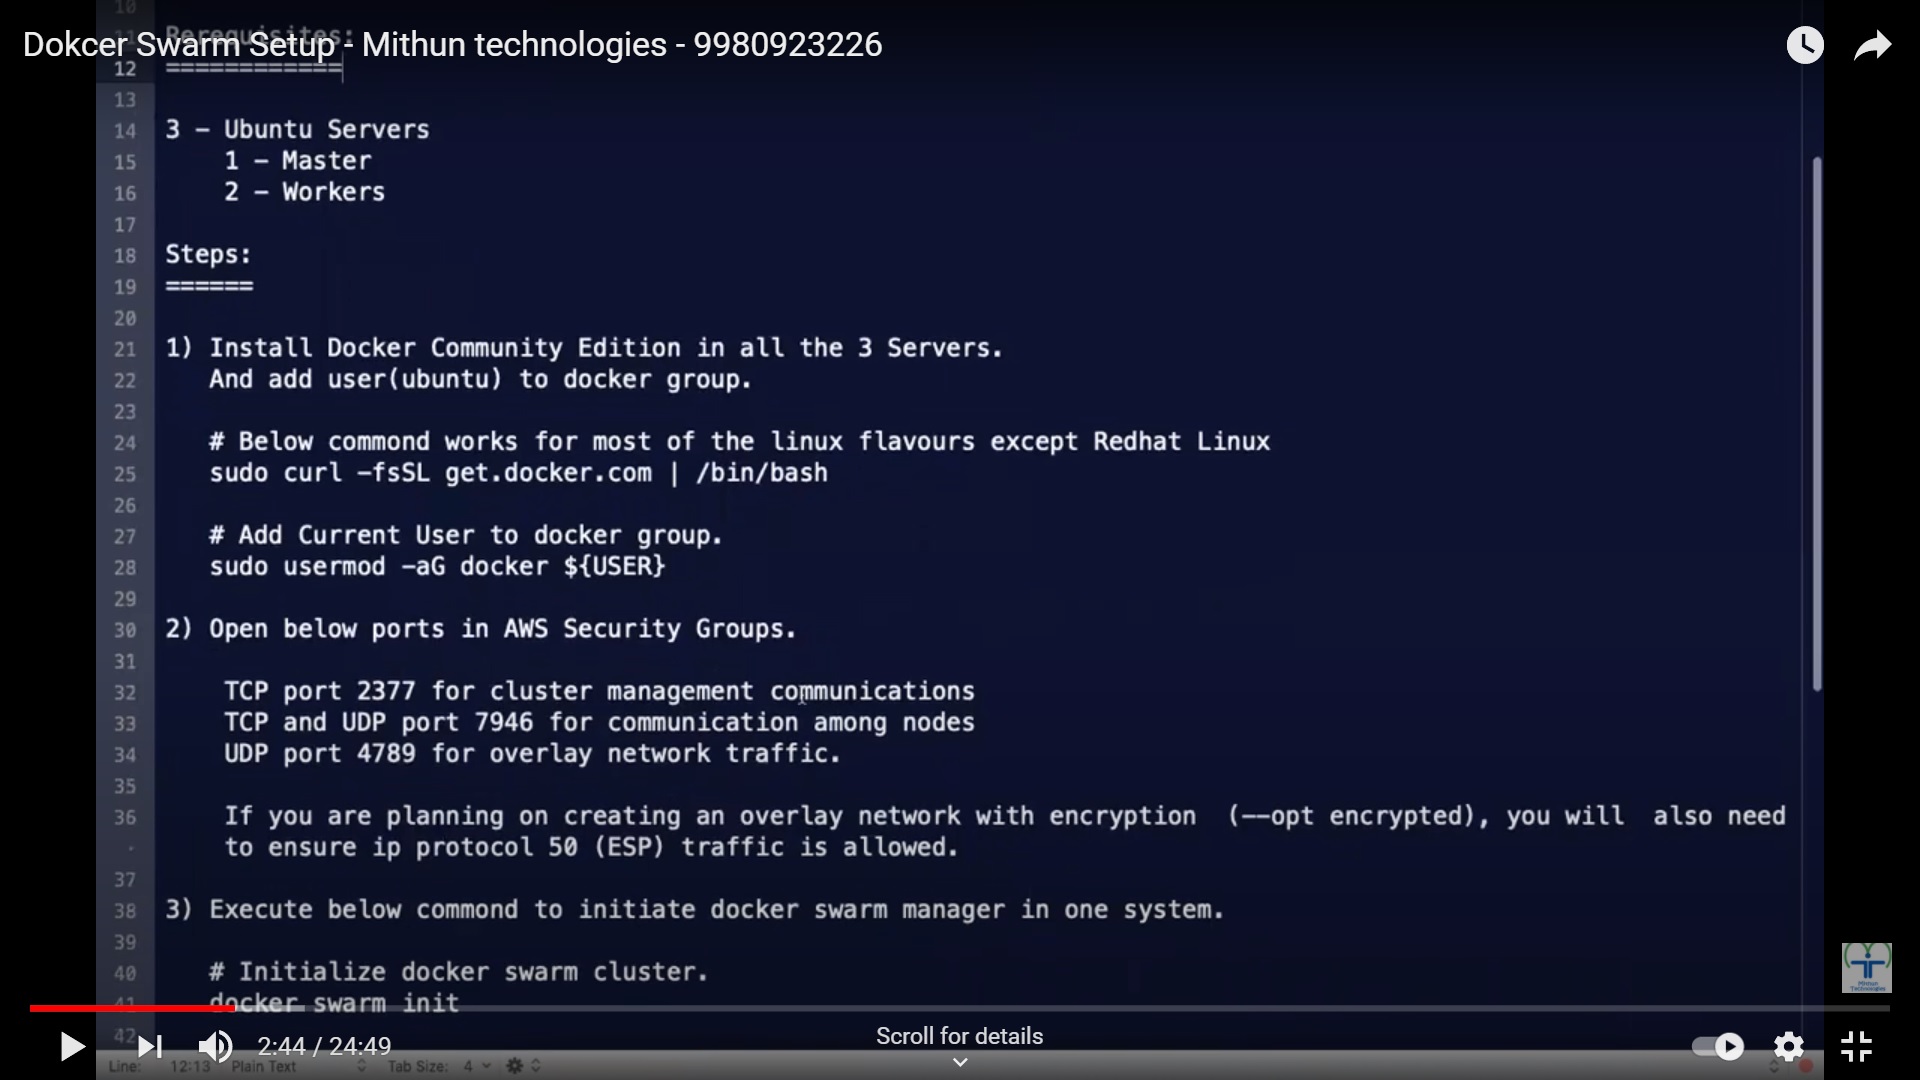 10
11 Rerequisites:
Dokcer Swarm Setup - Mithun technologies - 9980923226
12 ============
13
14 3 – Ubuntu Servers
15 1 – Master
16 2 – Workers
17
18 Steps:
19 ======
20
21 1) Install Docker Community Edition in all the 3 Servers.
22 And add user(ubuntu) to docker group.
23
24 # Below commond works for most of the linux flavours except Redhat Linux
25 sudo curl –fsSL get.docker.com | /bin/bash
26
27 # Add Current User to docker group.
28 sudo usermod –aG docker ${USER}
29
30 2) Open below ports in AWS Security Groups.
31
32 TCP port 2377 for cluster management communications
33 TCP and UDP port 7946 for communication among nodes
34 UDP port 4789 for overlay network traffic.
35
36 If you are planning on creating an overlay network with encryption (––opt encrypted), you will also need
· to ensure ip protocol 50 (ESP) traffic is allowed.
37
38 3) Execute below commond to initiate docker swarm manager in one system.
39
40 # Initialize docker swarm cluster.
41 docker swarm init
42
Mithun Technologies
2:44 / 24:49
Scroll for details
Line: 12:13 Plain Text Tab Size: 4